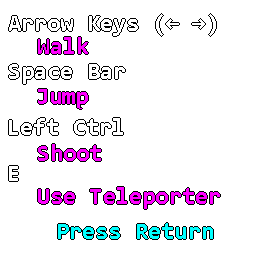 Arrow Keys (← →)
Walk
Space Bar
Jump
Left Ctrl
Shoot
E
Use Teleporter
Press Return